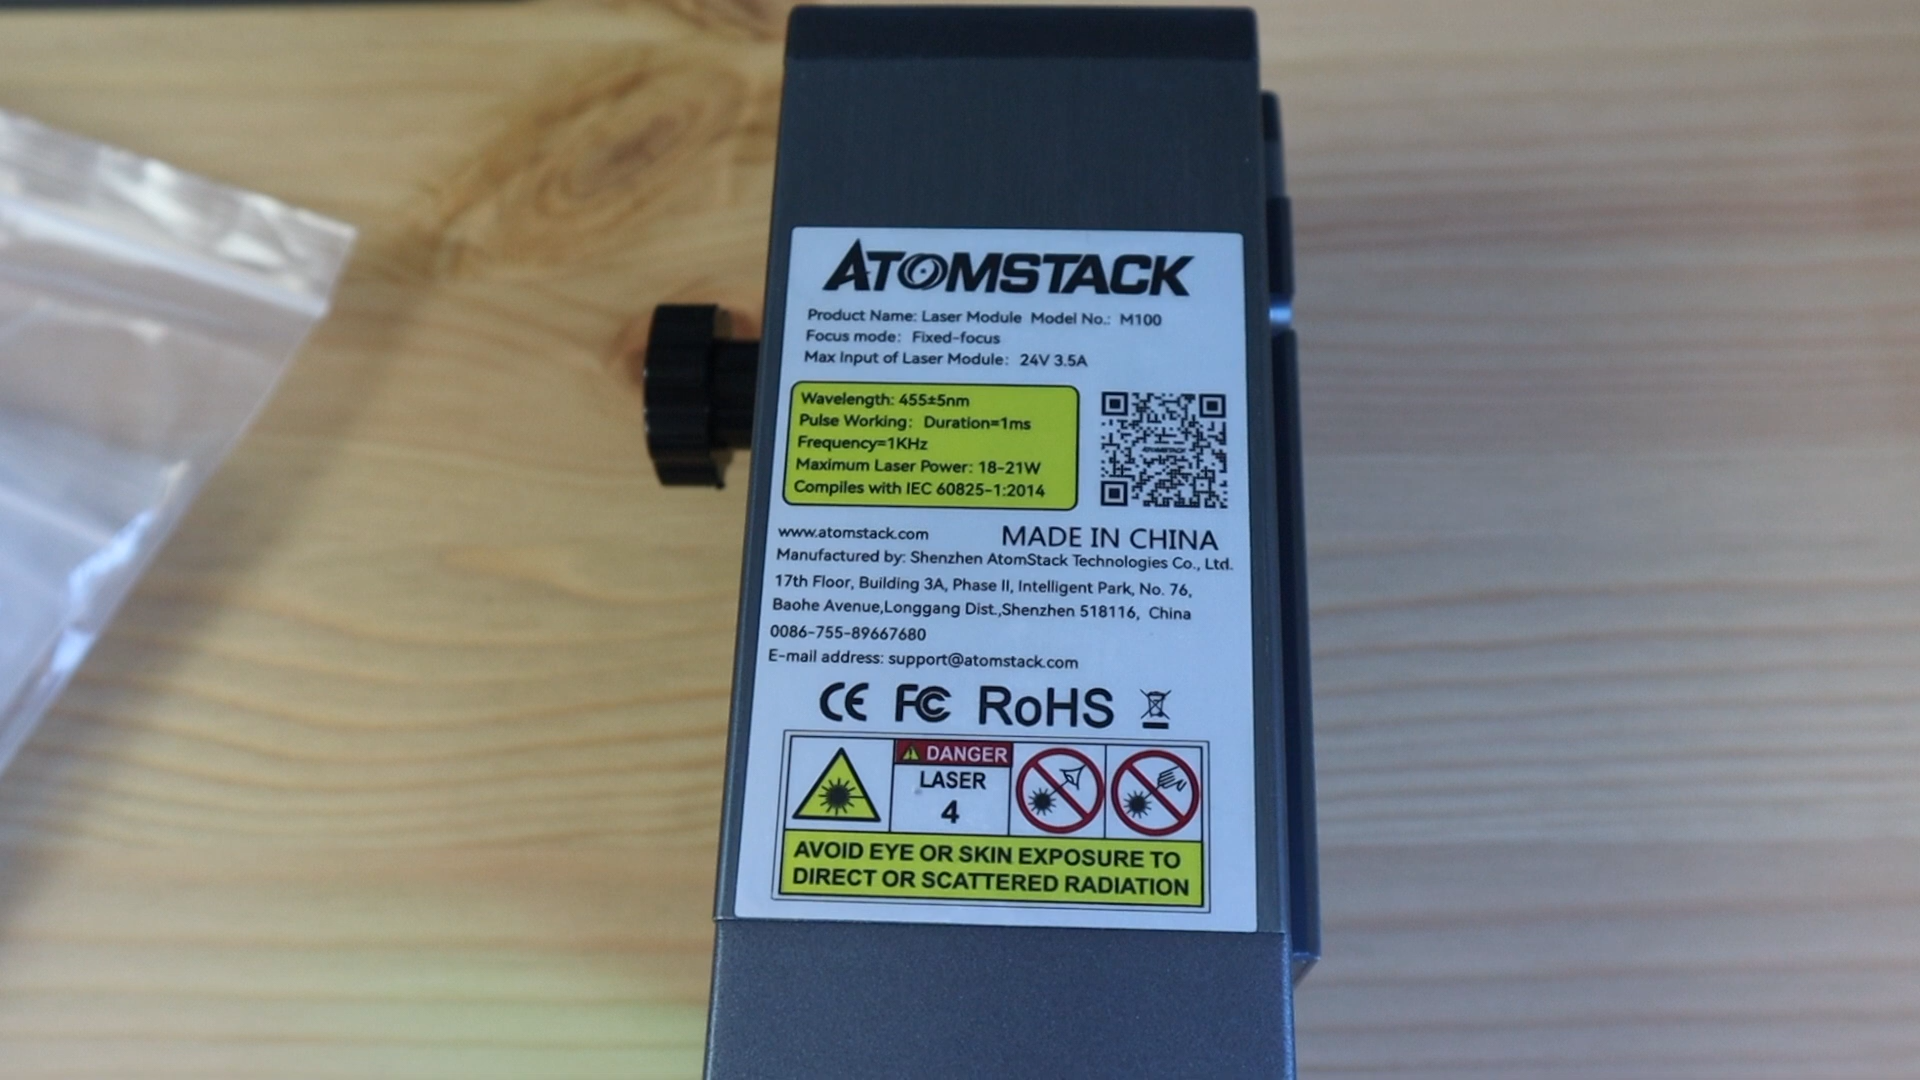 ATOMSTACK
Product Name: Laser Module Model No.: M100
Focus mode: Fixed-focus
Max Input of Laser Module: 24V 3.5A
Wavelength: 455±5nm
Pulse Working: Duration=1ms
Frequency=1KHz
Maximum Laser Power: 18-21W
Compiles with IEC 60825-1:2014
ATOMSTACK
www.atomstack.com MADE IN CHINA
Manufactured by: Shenzhen AtomStack Technologies Co., Ltd.
17th Floor, Building 3A, Phase II, Intelligent Park, No. 76,
Baohe Avenue,Longgang Dist.,Shenzhen 518116, China
0086-755-89667680
E-mail address: support@atomstack.com
CE FC RoHS
DANGER
LASER
4
AVOID EYE OR SKIN EXPOSURE TO
DIRECT OR SCATTERED RADIATION